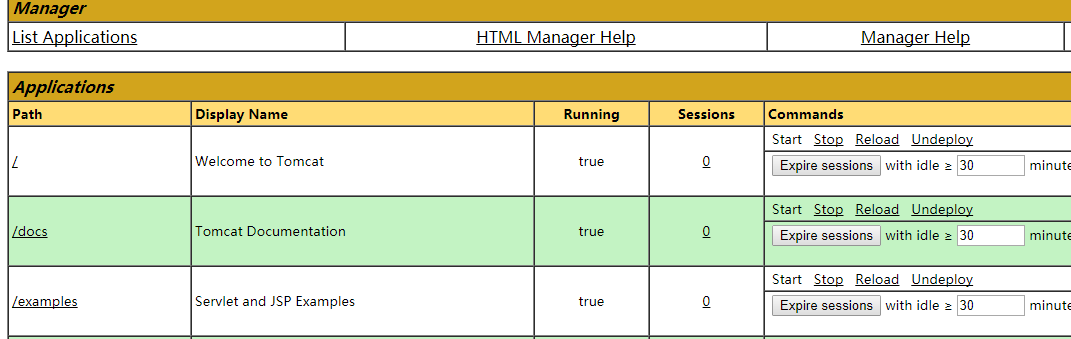 Manager
List Applications HTML Manager Help Manager Help
Applications
Path Display Name Running Sessions Commands
Start Stop Reload Undeploy
/ Welcome to Tomcat true 0
Expire sessions with idle ≥ 30 minute
Start Stop Reload Undeploy
/docs Tomcat Documentation true 0
Expire sessions with idle ≥ 30 minute
Start Stop Reload Undeploy
/examples Servlet and JSP Examples true 0
Expire sessions with idle ≥ 30 minute